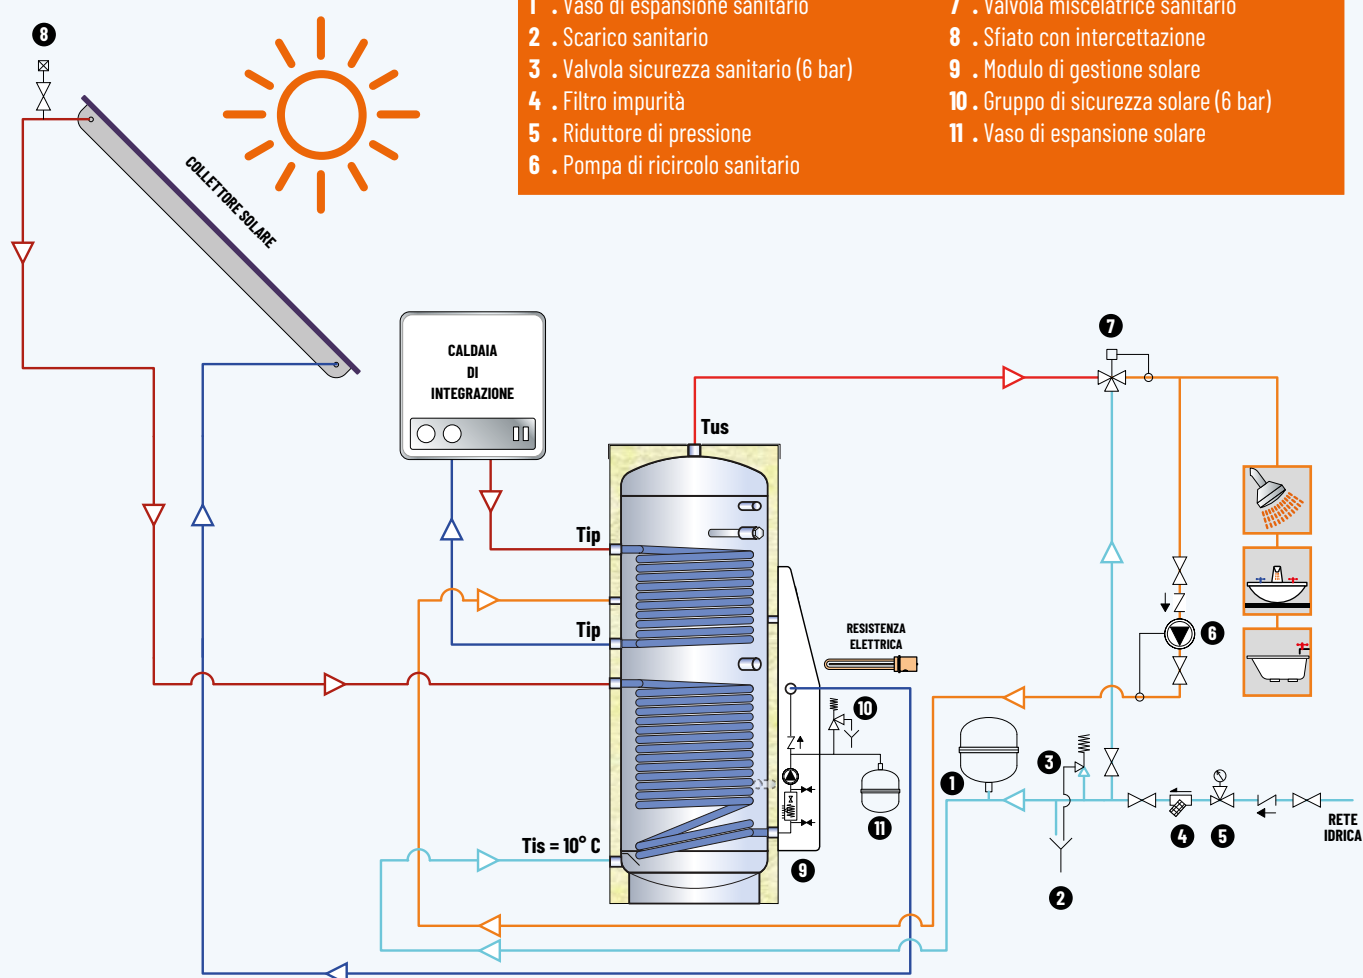 1 . Vaso di espansione sanitario
2 . Scarico sanitario
3 . Valvola sicurezza sanitario (6 bar)
4 . Filtro impurità
5 . Riduttore di pressione
6 . Pompa di ricircolo sanitario
7 . Valvola miscelatrice sanitario
8 . Sfiato con intercettazione
9 . Modulo di gestione solare
10 . Gruppo di sicurezza solare (6 bar)
11 . Vaso di espansione solare
8
COLLETTORE SOLARE
CALDAIA
DI
INTEGRAZIONE
7
Tus
Tip
Tip
RESISTENZA
ELETTRICA
6
10
3
1
11
4
5
RETE
IDRICA
Tis = 10° C
9
2